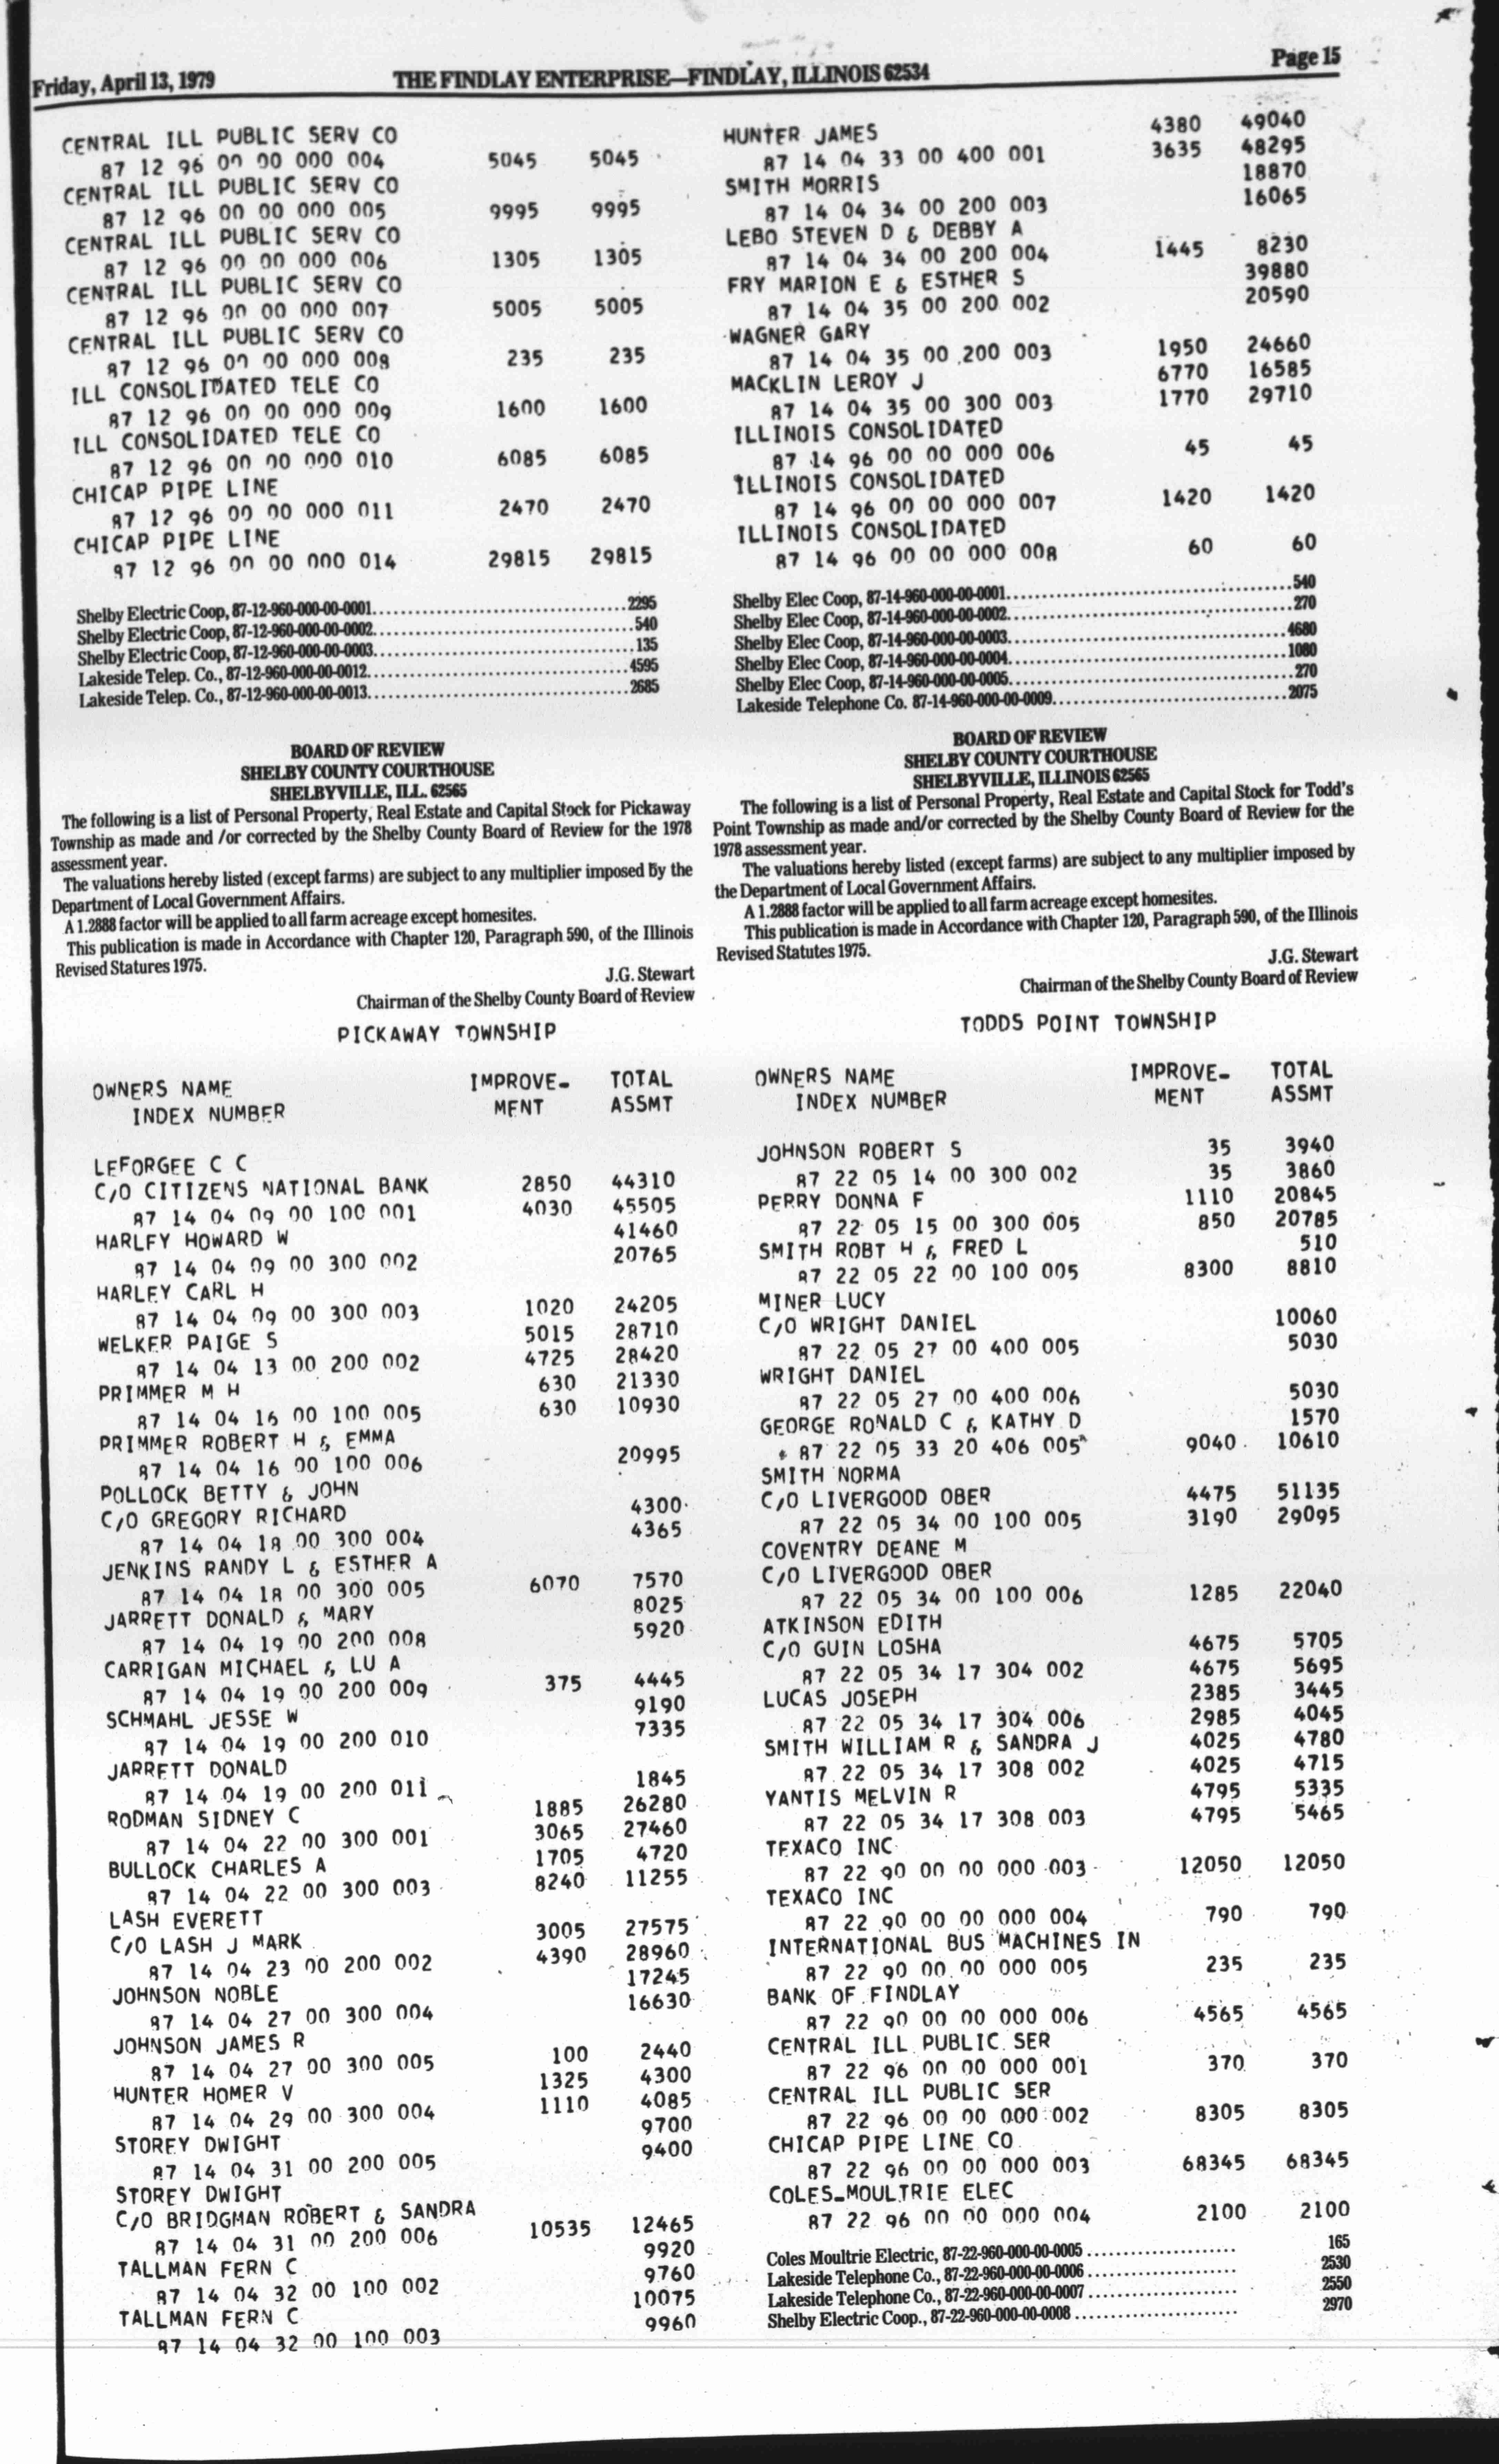 Friday, April 13, 1979
THE FINDLAY ENTERPRISE—FINDLAY, ILLINOIS 62534
Page 15
CENTRAL ILL PUBLIC SERV CO
87 12 96 00 00 000 004 5045 5045
CENTRAL ILL PUBLIC SERV CO
87 12 96 00 00 000 005 9995 9995
CENTRAL ILL PUBLIC SERV CO
87 12 96 00 00 000 006 1305 1305
CENTRAL ILL PUBLIC SERV CO
87 12 96 00 00 000 007 5005 5005
CENTRAL ILL PUBLIC SERV CO
87 12 96 00 00 000 008 235 235
ILL CONSOLIDATED TELE CO
87 12 96 00 00 000 009 1600 1600
ILL CONSOLIDATED TELE CO
87 12 96 00 00 000 010 6085 6085
CHICAP PIPE LINE
87 12 96 00 00 000 011 2470 2470
CHICAP PIPE LINE
87 12 96 00 00 000 014 29815 29815
Shelby Electric Coop, 87-12-960-000-00-0001 2295
Shelby Electric Coop, 87-12-960-000-00-0002 540
Shelby Electric Coop, 87-12-960-000-00-0003 135
Lakeside Telep. Co., 87-12-960-000-00-0012 4595
Lakeside Telep. Co., 87-12-960-000-00-0013 2685
BOARD OF REVIEW
SHELBY COUNTY COURTHOUSE
SHELBYVILLE, ILL. 62565
The following is a list of Personal Property, Real Estate and Capital Stock for Pickaway
Township as made and /or corrected by the Shelby County Board of Review for the 1978
assessment year.
The valuations hereby listed (except farms) are subject to any multiplier imposed by the
Department of Local Government Affairs.
A 1.2888 factor will be applied to all farm acreage except homesites.
This publication is made in Accordance with Chapter 120, Paragraph 590, of the Illinois
Revised Statures 1975.
J.G. Stewart
Chairman of the Shelby County Board of Review
PICKAWAY TOWNSHIP
OWNERS NAME IMPROVE- TOTAL
INDEX NUMBER MENT ASSMT
LEFORGEE C C
C/O CITIZENS NATIONAL BANK 2850 44310
87 14 04 09 00 100 001 4030 45505
HARLEY HOWARD W 41460
87 14 04 09 00 300 002 20765
HARLEY CARL H
87 14 04 09 00 300 003 1020 24205
WELKER PAIGE S 5015 28710
87 14 04 13 00 200 002 4725 28420
PRIMMER M H 630 21330
87 14 04 16 00 100 005 630 10930
PRIMMER ROBERT H & EMMA
87 14 04 16 00 100 006 20995
POLLOCK BETTY & JOHN
C/O GREGORY RICHARD 4300
87 14 04 18 00 300 004 4365
JENKINS RANDY L & ESTHER A
87 14 04 18 00 300 005 6070 7570
JARRETT DONALD & MARY 8025
87 14 04 19 00 200 008 5920
CARRIGAN MICHAEL & LU A
87 14 04 19 00 200 009 375 4445
SCHMAHL JESSE W 9190
87 14 04 19 00 200 010 7335
JARRETT DONALD
87 14 04 19 00 200 011 1845
RODMAN SIDNEY C 1885 26280
87 14 04 22 00 300 001 3065 27460
BULLOCK CHARLES A 1705 4720
87 14 04 22 00 300 003 8240 11255
LASH EVERETT
C/O LASH J MARK 3005 27575
87 14 04 23 00 200 002 4390 28960
JOHNSON NOBLE 17245
87 14 04 27 00 300 004 16630
JOHNSON JAMES R
87 14 04 27 00 300 005 100 2440
HUNTER HOMER V 1325 4300
87 14 04 29 00 300 004 1110 4085
STOREY DWIGHT 9700
87 14 04 31 00 200 005 9400
STOREY DWIGHT
C/O BRIDGMAN ROBERT & SANDRA
87 14 04 31 00 200 006 10535 12465
TALLMAN FERN C 9920
87 14 04 32 00 100 002 9760
TALLMAN FERN C 10075
87 14 04 32 00 100 003 9960
HUNTER JAMES 4380 49040
87 14 04 33 00 400 001 3635 48295
SMITH MORRIS 18870
87 14 04 34 00 200 003 16065
LEBO STEVEN D & DEBBY A
87 14 04 34 00 200 004 1445 8230
FRY MARION E & ESTHER S 39880
87 14 04 35 00 200 002 20590
WAGNER GARY
87 14 04 35 00 200 003 1950 24660
MACKLIN LEROY J 6770 16585
87 14 04 35 00 300 003 1770 29710
ILLINOIS CONSOLIDATED
87 14 96 00 00 000 006 45 45
ILLINOIS CONSOLIDATED
87 14 96 00 00 000 007 1420 1420
ILLINOIS CONSOLIDATED
87 14 96 00 00 000 008 60 60
Shelby Elec Coop, 87-14-960-000-00-0001 540
Shelby Elec Coop, 87-14-960-000-00-0002 270
Shelby Elec Coop, 87-14-960-000-00-0003 4680
Shelby Elec Coop, 87-14-960-000-00-0004 1080
Shelby Elec Coop, 87-14-960-000-00-0005 270
Lakeside Telephone Co. 87-14-960-000-00-0009 2075
BOARD OF REVIEW
SHELBY COUNTY COURTHOUSE
SHELBYVILLE, ILLINOIS 62565
The following is a list of Personal Property, Real Estate and Capital Stock for Todd's
Point Township as made and/or corrected by the Shelby County Board of Review for the
1978 assessment year.
The valuations hereby listed (except farms) are subject to any multiplier imposed by
the Department of Local Government Affairs.
A 1.2888 factor will be applied to all farm acreage except homesites.
This publication is made in Accordance with Chapter 120, Paragraph 590, of the Illinois
Revised Statutes 1975.
J.G. Stewart
Chairman of the Shelby County Board of Review
TODDS POINT TOWNSHIP
OWNERS NAME IMPROVE- TOTAL
INDEX NUMBER MENT ASSMT
JOHNSON ROBERT S 35 3940
87 22 05 14 00 300 002 35 3860
PERRY DONNA F 1110 20845
87 22 05 15 00 300 005 850 20785
SMITH ROBT H & FRED L 510
87 22 05 22 00 100 005 8300 8810
MINER LUCY
C/O WRIGHT DANIEL 10060
87 22 05 27 00 400 005 5030
WRIGHT DANIEL
87 22 05 27 00 400 006 5030
GEORGE RONALD C & KATHY D 1570
87 22 05 33 20 406 005 9040 10610
SMITH NORMA
C/O LIVERGOOD OBER 4475 51135
87 22 05 34 00 100 005 3190 29095
COVENTRY DEANE M
C/O LIVERGOOD OBER
87 22 05 34 00 100 006 1285 22040
ATKINSON EDITH
C/O GUIN LOSHA 4675 5705
87 22 05 34 17 304 002 4675 5695
LUCAS JOSEPH 2385 3445
87 22 05 34 17 304 006 2985 4045
SMITH WILLIAM R & SANDRA J 4025 4780
87 22 05 34 17 308 002 4025 4715
YANTIS MELVIN R 4795 5335
87 22 05 34 17 308 003 4795 5465
TEXACO INC
87 22 90 00 00 000 003 12050 12050
TEXACO INC
87 22 90 00 00 000 004 790 790
INTERNATIONAL BUS MACHINES IN
87 22 90 00 00 000 005 235 235
BANK OF FINDLAY
87 22 90 00 00 000 006 4565 4565
CENTRAL ILL PUBLIC SER
87 22 96 00 00 000 001 370 370
CENTRAL ILL PUBLIC SER
87 22 96 00 00 000 002 8305 8305
CHICAP PIPE LINE CO
87 22 96 00 00 000 003 68345 68345
COLES-MOULTRIE ELEC
87 22 96 00 00 000 004 2100 2100
Coles Moultrie Electric, 87-22-960-000-00-0005 165
Lakeside Telephone Co., 87-22-960-000-00-0006 2530
Lakeside Telephone Co., 87-22-960-000-00-0007 2550
Shelby Electric Coop., 87-22-960-000-00-0008 2970